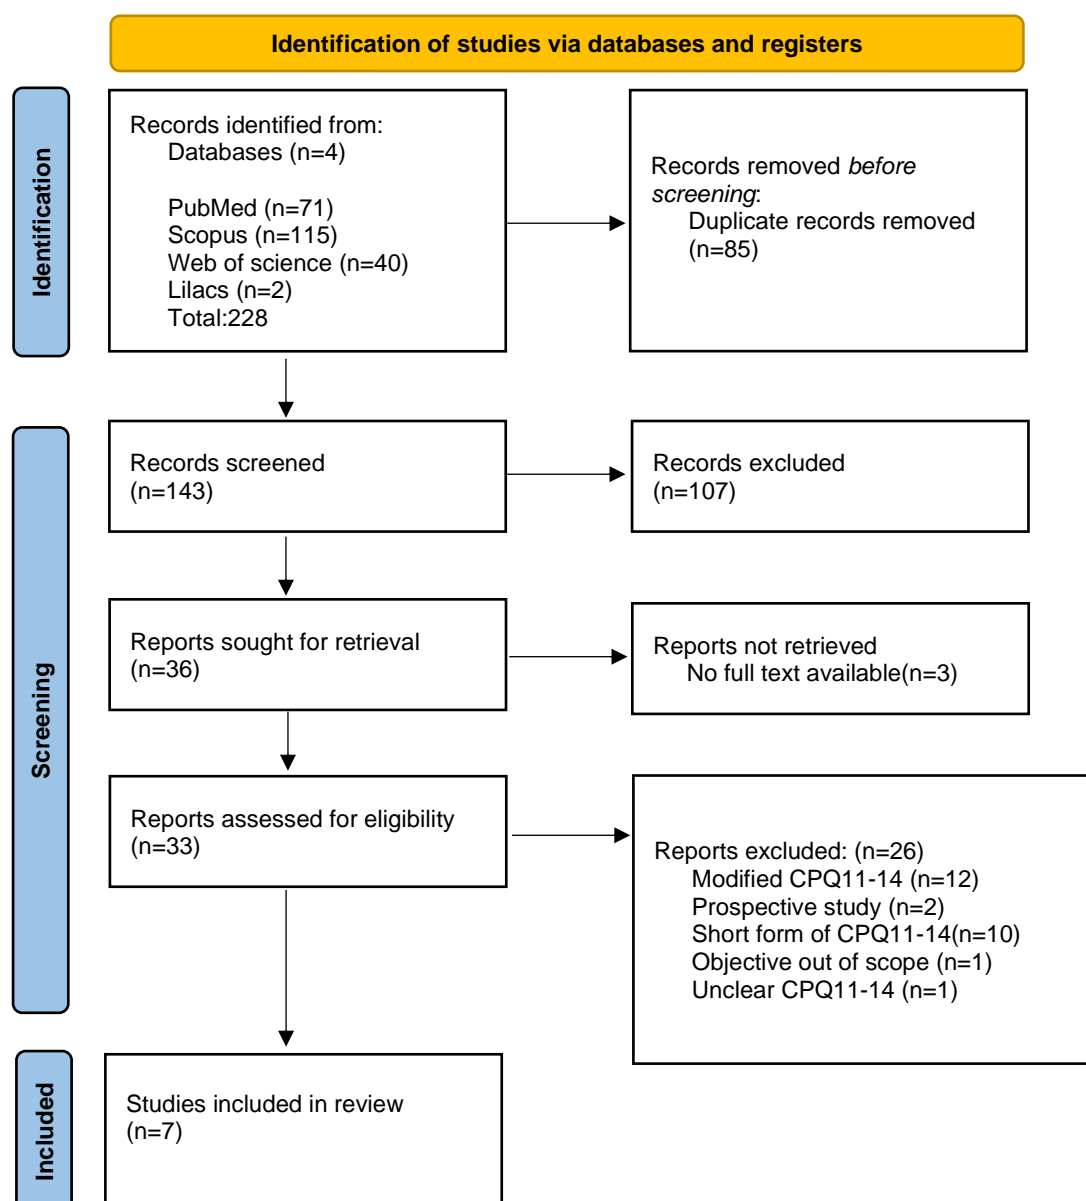 Identification of studies via databases and registers
Identification
Records identified from:
Databases (n=4)
PubMed (n=71)
Scopus (n=115)
Web of science (n=40)
Lilacs (n=2)
Total:228
Records removed before
screening:
Duplicate records removed
(n=85)
Screening
Records screened
(n=143)
Records excluded
(n=107)
Reports sought for retrieval
(n=36)
Reports not retrieved
No full text available(n=3)
Reports assessed for eligibility
(n=33)
Reports excluded: (n=26)
Modified CPQ11-14 (n=12)
Prospective study (n=2)
Short form of CPQ11-14(n=10)
Objective out of scope (n=1)
Unclear CPQ11-14 (n=1)
Included
Studies included in review
(n=7)